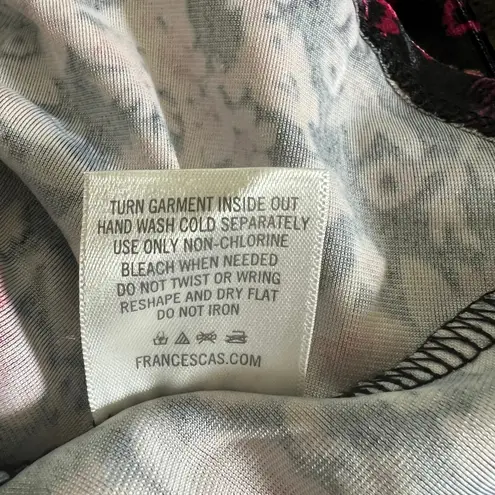 TURN GARMENT INSIDE OUT
HAND WASH COLD SEPARATELY
USE ONLY NON-CHLORINE
BLEACH WHEN NEEDED
DO NOT TWIST OR WRING
RESHAPE AND DRY FLAT
DO NOT IRON
FRANCESCAS.COM